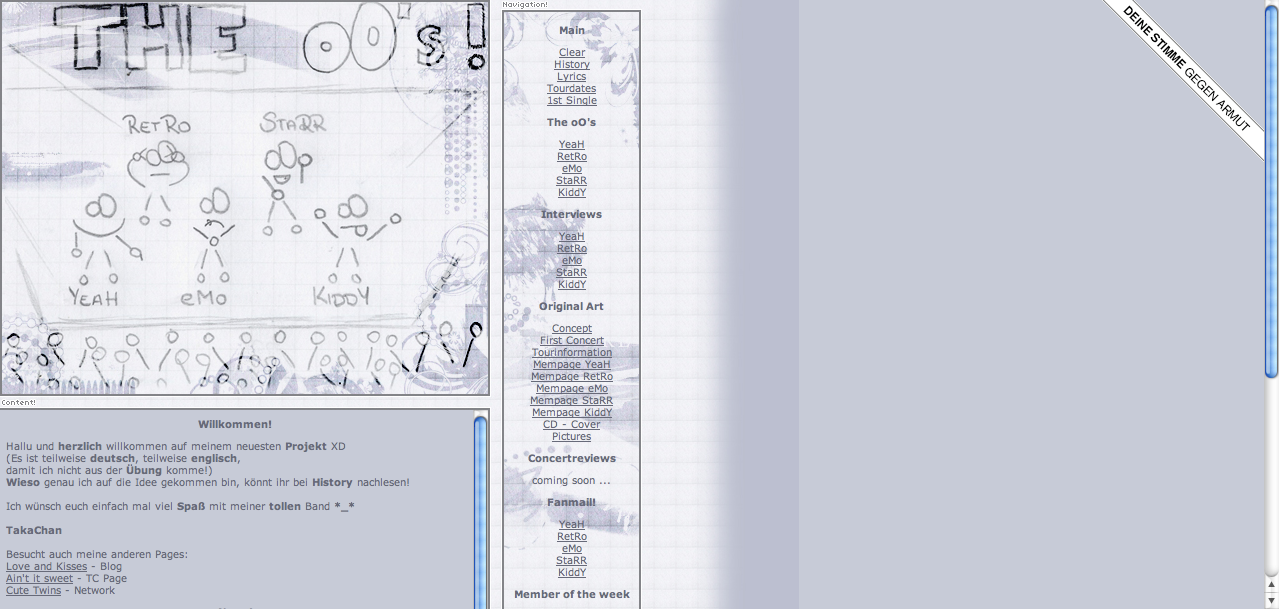 THE oO's!
RetRo
StaRR
YeaH
eMo
KiddY
Content!
Willkommen!
Hallu und herzlich willkommen auf meinem neuesten Projekt XD
(Es ist teilweise deutsch, teilweise englisch,
damit ich nicht aus der Übung komme!)
Wieso genau ich auf die Idee gekommen bin, könnt ihr bei History nachlesen!
Ich wünsch euch einfach mal viel Spaß mit meiner tollen Band *_*
TakaChan
Besucht auch meine anderen Pages:
Love and Kisses - Blog
Ain't it sweet - TC Page
Cute Twins - Network
Navigation!
Main
Clear
History
Lyrics
Tourdates
1st Single
The oO's
YeaH
RetRo
eMo
StaRR
KiddY
Interviews
YeaH
RetRo
eMo
StaRR
KiddY
Original Art
Concept
First Concert
Tourinformation
Mempage YeaH
Mempage RetRo
Mempage eMo
Mempage StaRR
Mempage KiddY
CD - Cover
Pictures
Concertreviews
coming soon ...
Fanmail!
YeaH
RetRo
eMo
StaRR
KiddY
Member of the week
DEINE STIMME GEGEN ARMUT